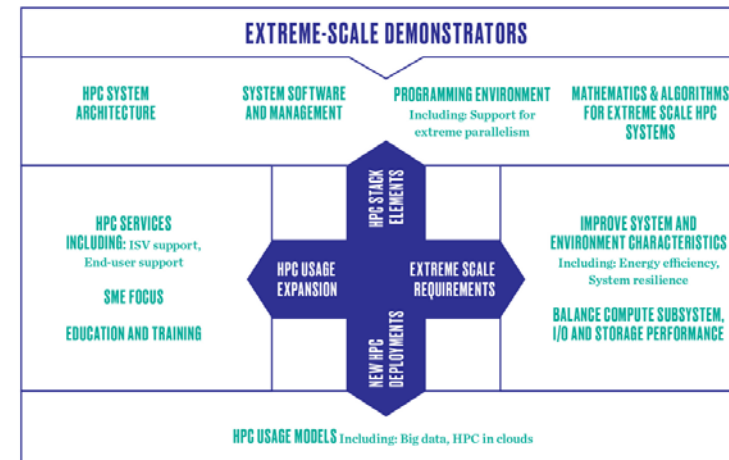 EXTREME-SCALE DEMONSTRATORS
HPC SYSTEM
ARCHITECTURE
SYSTEM SOFTWARE
AND MANAGEMENT
PROGRAMMING ENVIRONMENT
Including: Support for
extreme parallelism
MATHEMATICS & ALGORITHMS
FOR EXTREME SCALE HPC
SYSTEMS
HPC STACK
ELEMENTS
HPC SERVICES
INCLUDING: ISV support,
End-user support
SME FOCUS
EDUCATION AND TRAINING
HPC USAGE
EXPANSION
EXTREME SCALE
REQUIREMENTS
IMPROVE SYSTEM AND
ENVIRONMENT CHARACTERISTICS
Including: Energy efficiency,
System resilience
BALANCE COMPUTE SUBSYSTEM,
I/O AND STORAGE PERFORMANCE
NEW HPC
DEPLOYMENTS
HPC USAGE MODELS Including: Big data, HPC in clouds